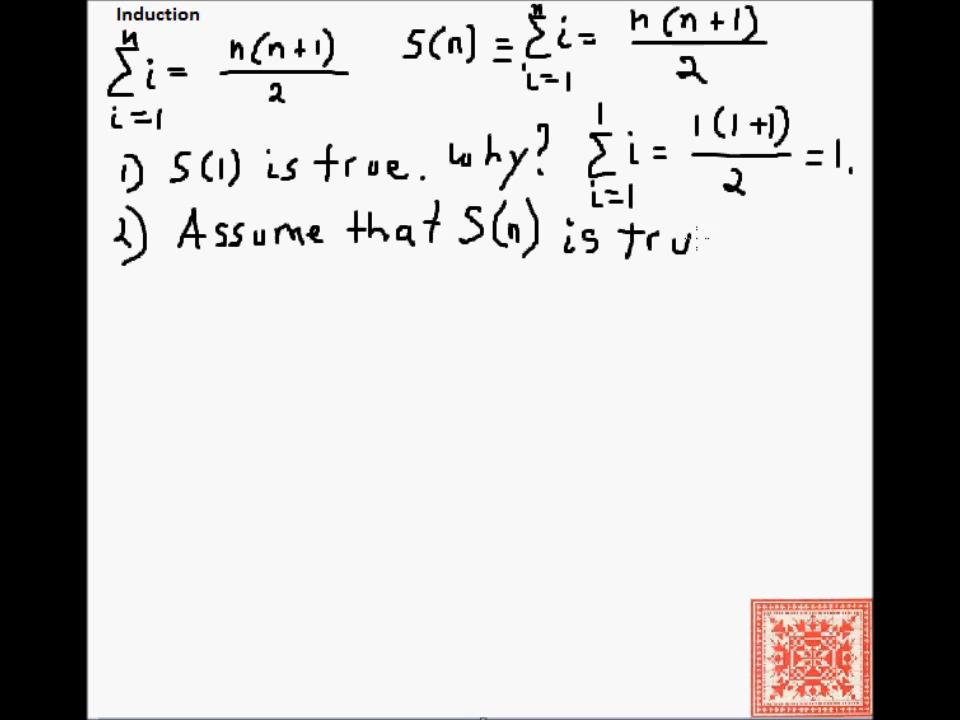 Induction
∑_{i=1}^{n} i = n(n+1)/2 S(n) ≡ ∑_{i=1}^{n} i = n(n+1)/2
1) S(1) is true. Why? ∑_{i=1}^{1} i = 1(1+1)/2 = 1.
2) Assume that S(n) is tru